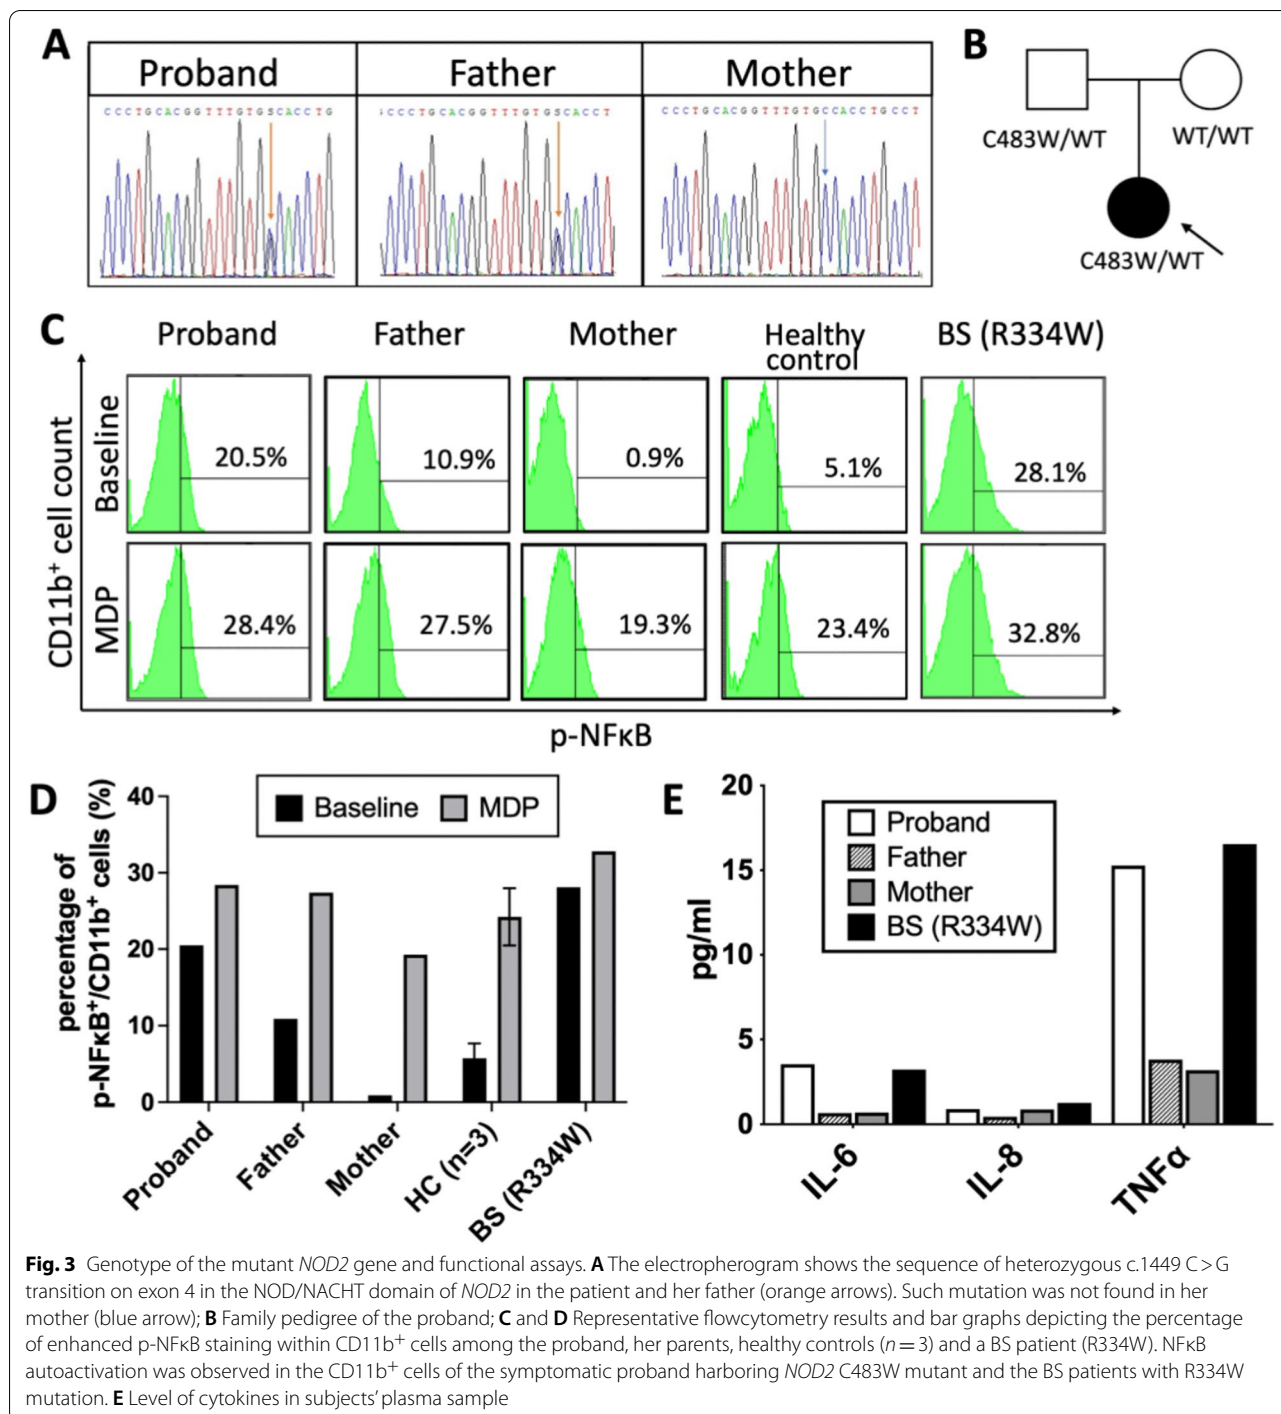 A
Proband
Father
Mother
CCCTGCACGGTTTGTGSCACCTG
CCCTGCACGGTTTGTGSCACCT
CCCTGCACGGTTTGTGCCACCTGCCT
B
C483W/WT
WT/WT
C483W/WT
C
Proband
Father
Mother
Healthy control
BS (R334W)
CD11b⁺ cell count
Baseline
20.5%
10.9%
0.9%
5.1%
28.1%
MDP
28.4%
27.5%
19.3%
23.4%
32.8%
p-NFκB
D
percentage of
p-NFκB⁺/CD11b⁺ cells (%)
Baseline
MDP
40
30
20
10
0
Proband
Father
Mother
HC (n=3)
BS (R334W)
E
pg/ml
20
15
10
5
0
Proband
Father
Mother
BS (R334W)
IL-6
IL-8
TNFα
Fig. 3 Genotype of the mutant NOD2 gene and functional assays. A The electropherogram shows the sequence of heterozygous c.1449 C > G
transition on exon 4 in the NOD/NACHT domain of NOD2 in the patient and her father (orange arrows). Such mutation was not found in her
mother (blue arrow); B Family pedigree of the proband; C and D Representative flowcytometry results and bar graphs depicting the percentage
of enhanced p-NFκB staining within CD11b⁺ cells among the proband, her parents, healthy controls (n = 3) and a BS patient (R334W). NFκB
autoactivation was observed in the CD11b⁺ cells of the symptomatic proband harboring NOD2 C483W mutant and the BS patients with R334W
mutation. E Level of cytokines in subjects' plasma sample